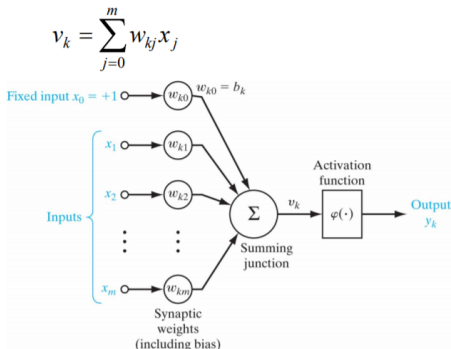 v_k = \sum_{j=0}^{m} w_{kj} x_j
Fixed input x_0 = +1
w_{k0}
w_{k0} = b_k
x_1
w_{k1}
x_2
w_{k2}
Inputs
x_m
w_{km}
Σ
v_k
Activation
function
φ(·)
Output
y_k
Summing
junction
Synaptic
weights
(including bias)